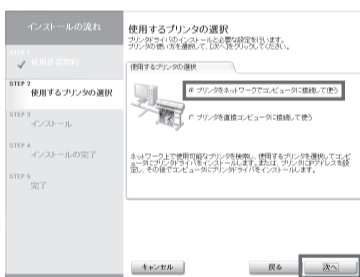 インストールの流れ
STEP 1
使用許諾契約
STEP 2
使用するプリンタの選択
STEP 3
インストール
STEP 4
インストールの完了
STEP 5
完了
使用するプリンタの選択
プリンタドライバのインストールと必要な設定を行います。
プリンタの使い方を選択して、[次へ]をクリックしてください。
使用するプリンタの選択
プリンタをネットワークでコンピュータに接続して使う
プリンタを直接コンピュータに接続して使う
ネットワーク上で使用可能なプリンタを検索し、使用するプリンタを選択してコンピ
ュータにプリンタドライバをインストールします。または、プリンタにIPアドレスを設
定し、その後でコンピュータにプリンタドライバをインストールします。
キャンセル
戻る
次へ